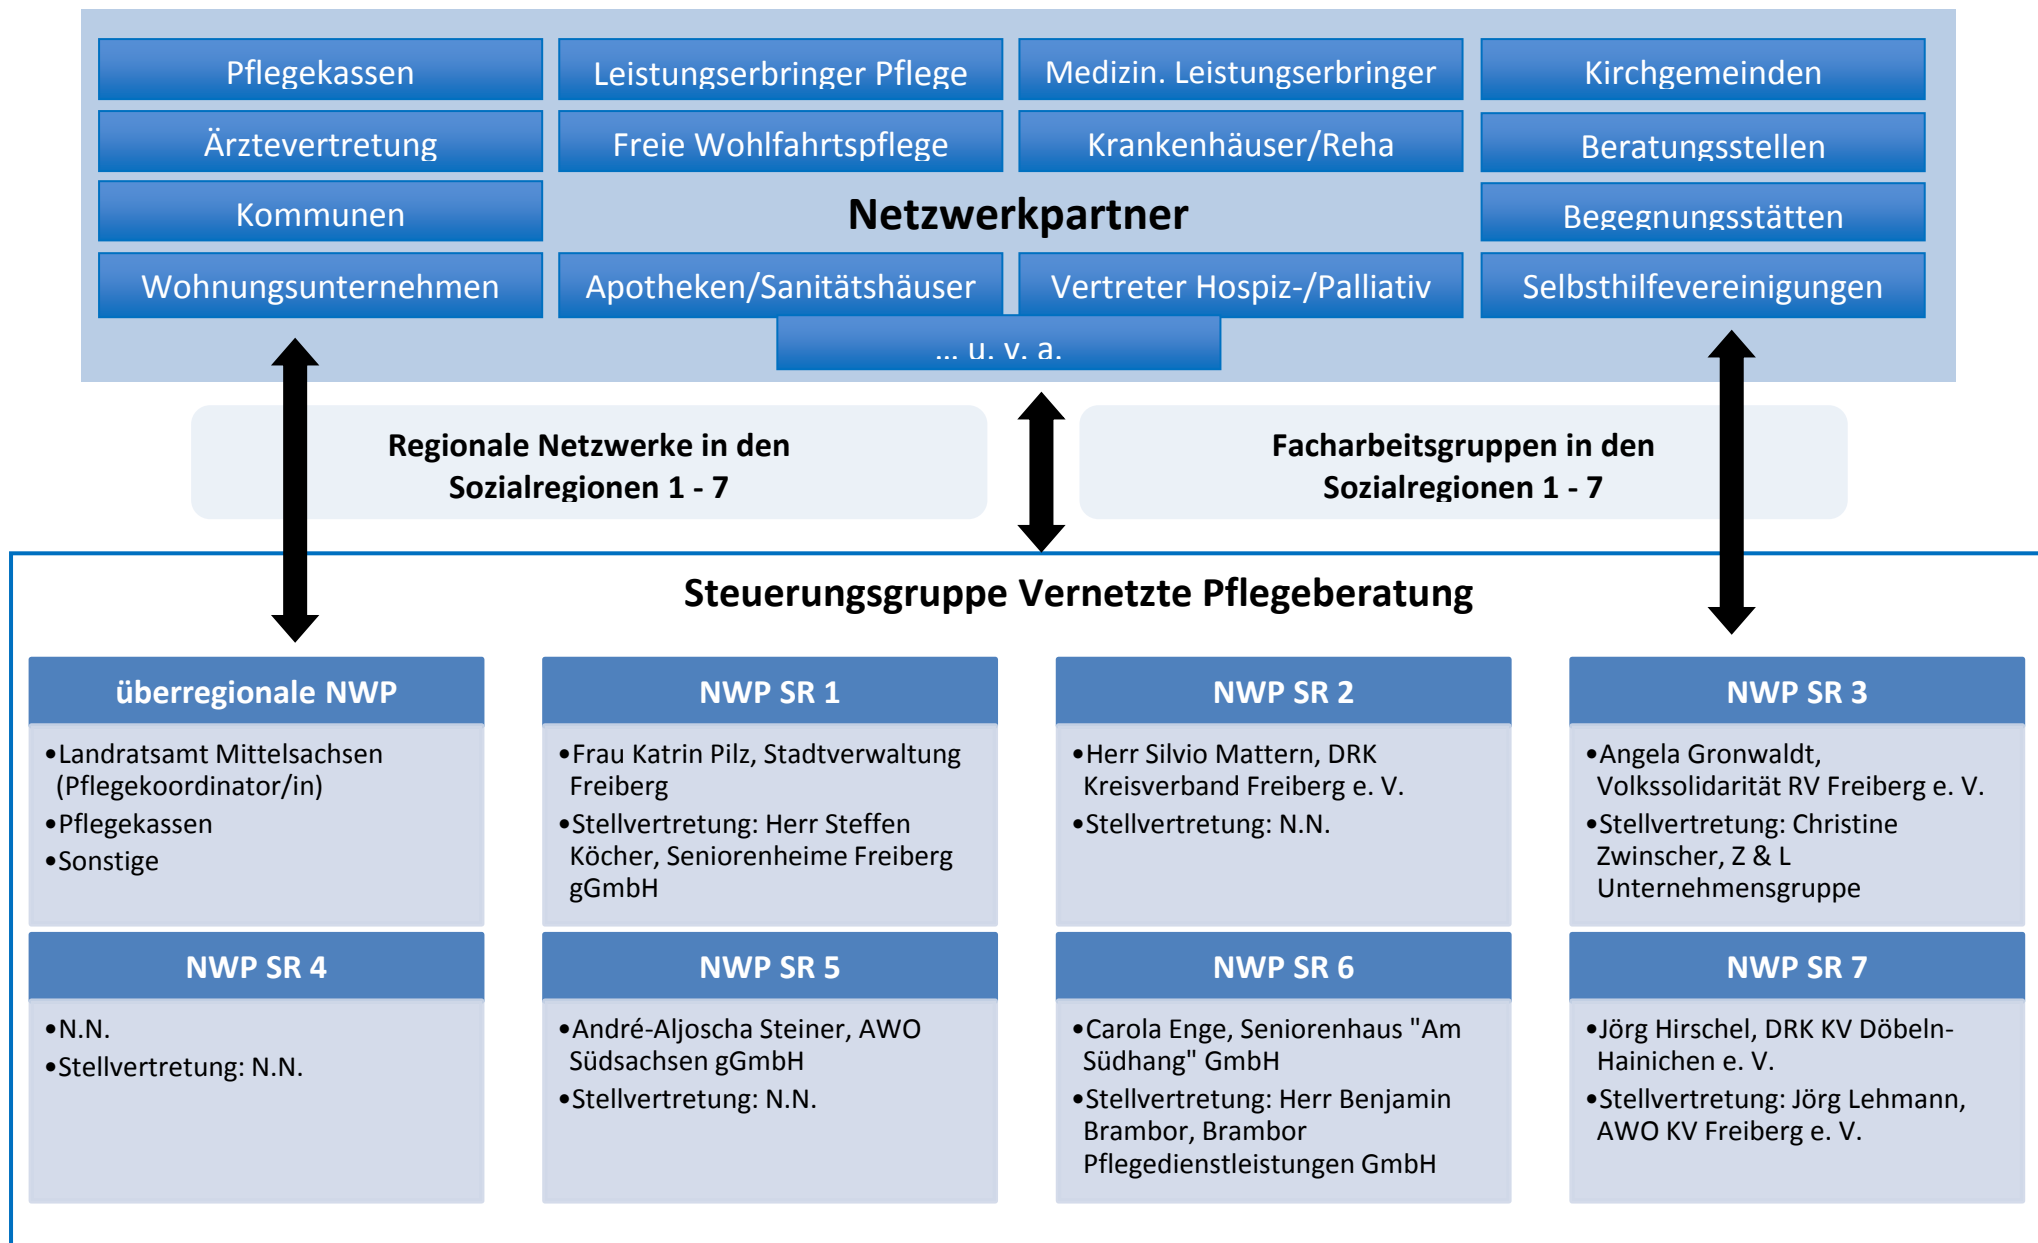 Pflegekassen
Leistungserbringer Pflege
Medizin. Leistungserbringer
Kirchgemeinden
Ärztevertretung
Freie Wohlfahrtspflege
Krankenhäuser/Reha
Beratungsstellen
Kommunen
Netzwerkpartner
Begegnungsstätten
Wohnungsunternehmen
Apotheken/Sanitätshäuser
Vertreter Hospiz-/Palliativ
Selbsthilfevereinigungen
... u. v. a.
Regionale Netzwerke in den
Sozialregionen 1 - 7
Facharbeitsgruppen in den
Sozialregionen 1 - 7
Steuerungsgruppe Vernetzte Pflegeberatung
überregionale NWP
•Landratsamt Mittelsachsen
(Pflegekoordinator/in)
•Pflegekassen
•Sonstige
NWP SR 1
•Frau Katrin Pilz, Stadtverwaltung
Freiberg
•Stellvertretung: Herr Steffen
Köcher, Seniorenheime Freiberg
gGmbH
NWP SR 2
•Herr Silvio Mattern, DRK
Kreisverband Freiberg e. V.
•Stellvertretung: N.N.
NWP SR 3
•Angela Gronwaldt,
Volkssolidarität RV Freiberg e. V.
•Stellvertretung: Christine
Zwinscher, Z & L
Unternehmensgruppe
NWP SR 4
•N.N.
•Stellvertretung: N.N.
NWP SR 5
•André-Aljoscha Steiner, AWO
Südsachsen gGmbH
•Stellvertretung: N.N.
NWP SR 6
•Carola Enge, Seniorenhaus "Am
Südhang" GmbH
•Stellvertretung: Herr Benjamin
Brambor, Brambor
Pflegedienstleistungen GmbH
NWP SR 7
•Jörg Hirschel, DRK KV Döbeln-
Hainichen e. V.
•Stellvertretung: Jörg Lehmann,
AWO KV Freiberg e. V.